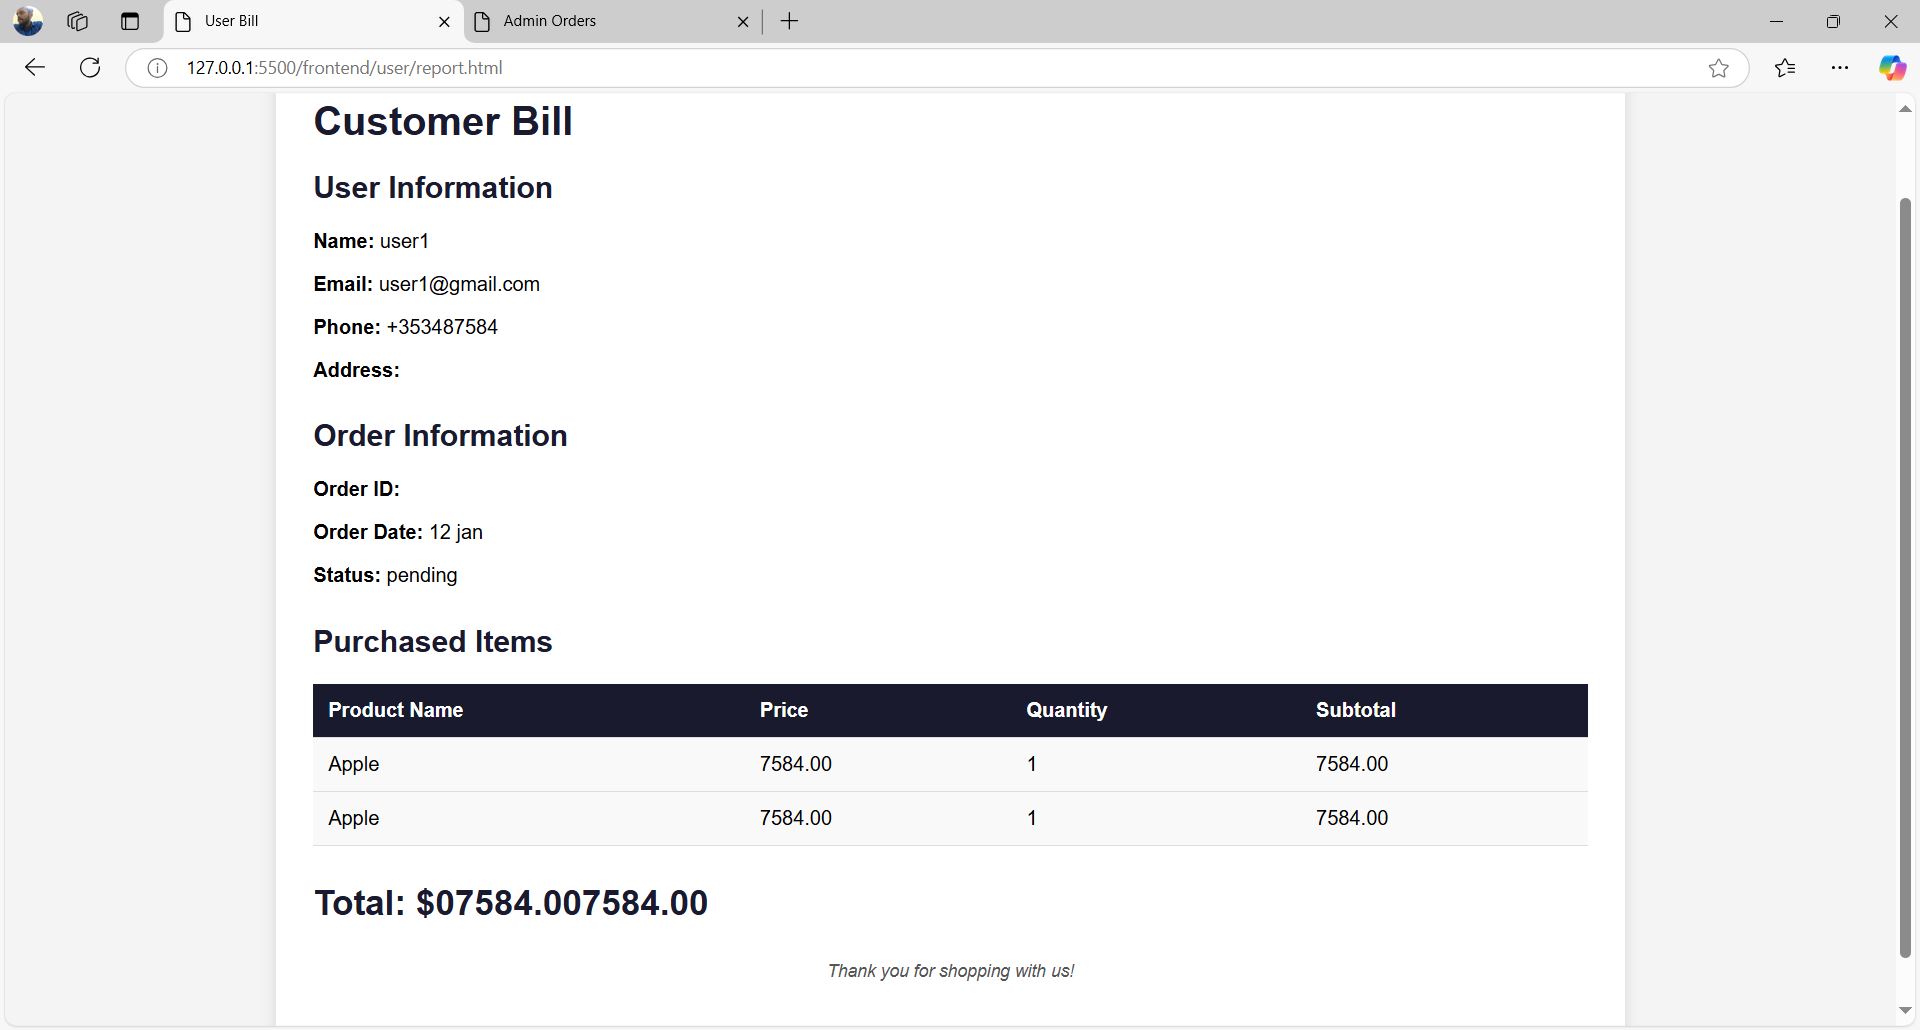 User Bill
Admin Orders
127.0.0.1:5500/frontend/user/report.html
Customer Bill
User Information
Name: user1
Email: user1@gmail.com
Phone: +353487584
Address:
Order Information
Order ID:
Order Date: 12 jan
Status: pending
Purchased Items
Product Name Price Quantity Subtotal
Apple 7584.00 1 7584.00
Apple 7584.00 1 7584.00
Total: $07584.007584.00
Thank you for shopping with us!